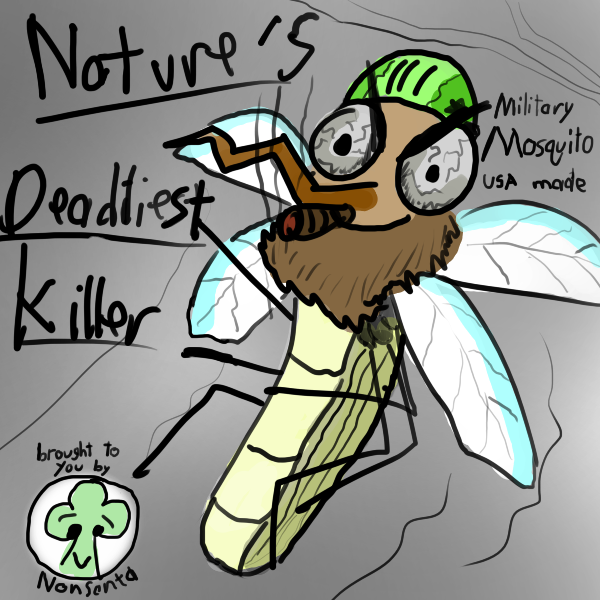 Nature's
Deadliest
Killer
Military
Mosquito
USA made
brought to
you by
Nonsanta